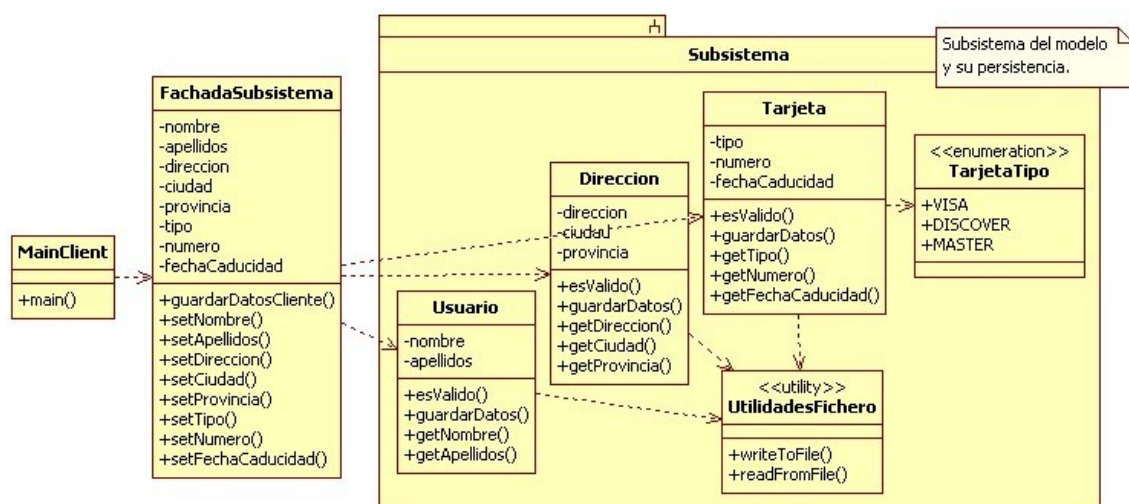 Subsistema
Subsistema del modelo
y su persistencia.
MainClient
+main()
FachadaSubsistema
-nombre
-apellidos
-direccion
-ciudad
-provincia
-tipo
-numero
-fechaCaducidad
+guardarDatosCliente()
+setNombre()
+setApellidos()
+setDireccion()
+setCiudad()
+setProvincia()
+setTipo()
+setNumero()
+setFechaCaducidad()
Usuario
-nombre
-apellidos
+esValido()
+guardarDatos()
+getNombre()
+getApellidos()
Direccion
-direccion
-ciudad
-provincia
+esValido()
+guardarDatos()
+getDireccion()
+getCiudad()
+getProvincia()
Tarjeta
-tipo
-numero
-fechaCaducidad
+esValido()
+guardarDatos()
+getTipo()
+getNumero()
+getFechaCaducidad()
<<enumeration>>
TarjetaTipo
+VISA
+DISCOVER
+MASTER
<<utility>>
UtilidadesFichero
+writeToFile()
+readFromFile()